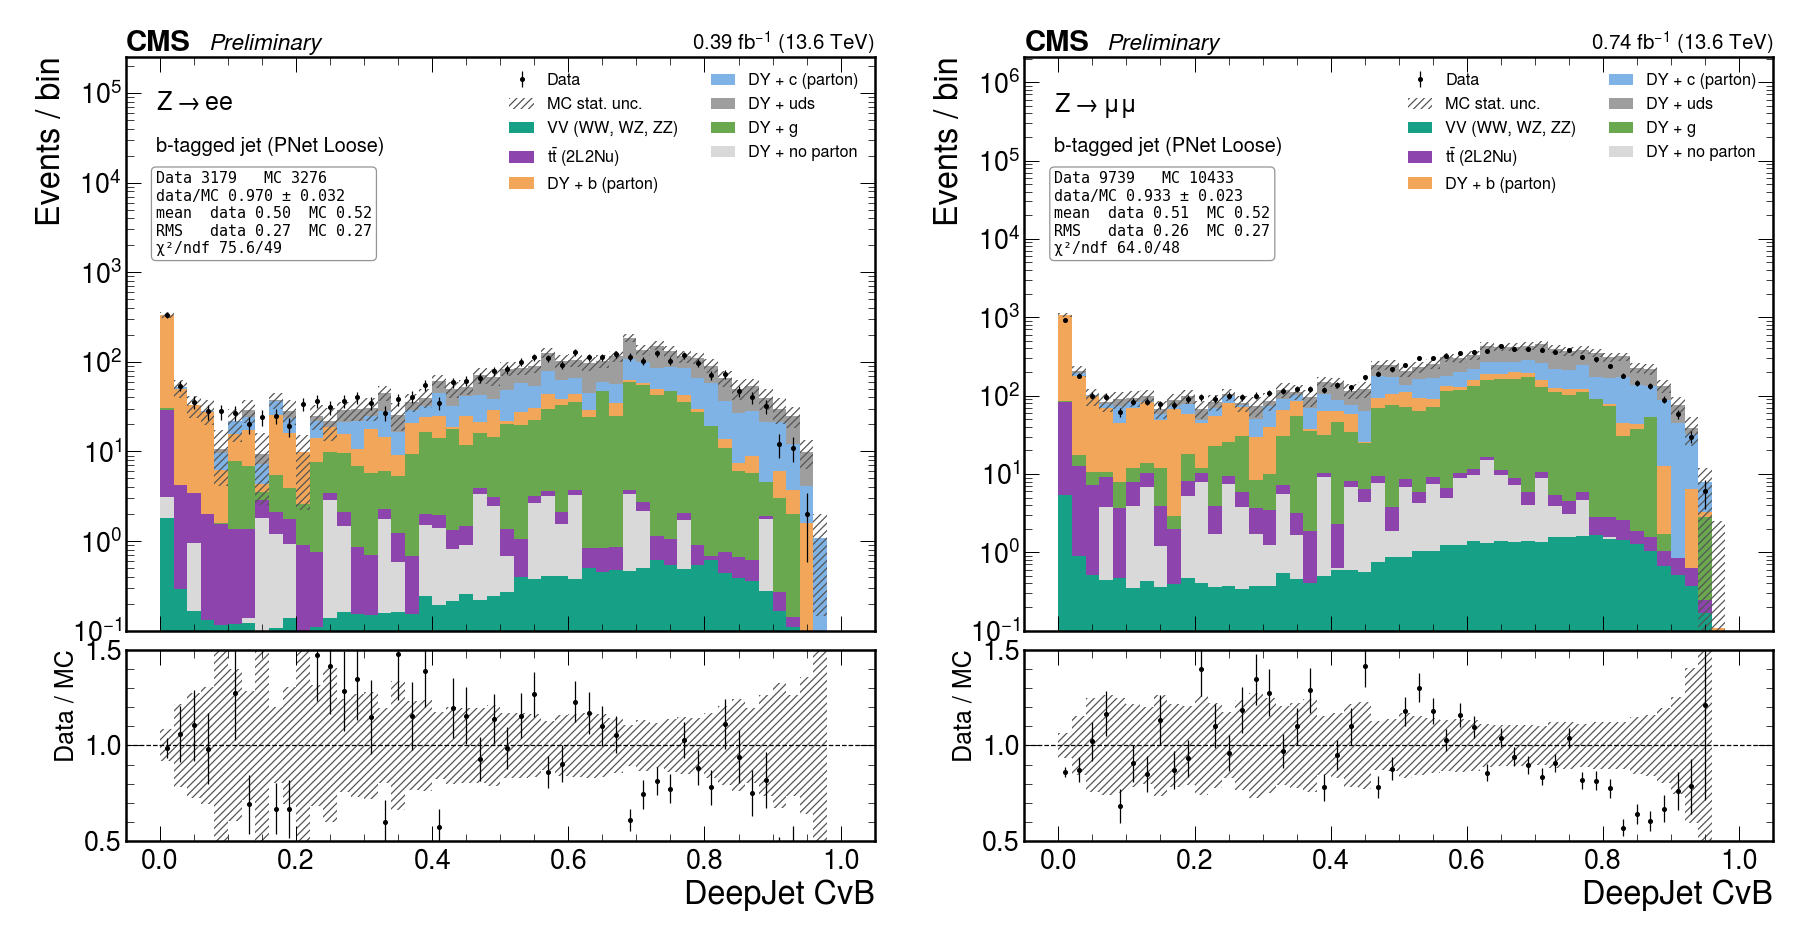 CMS Preliminary 0.39 fb⁻¹ (13.6 TeV)
Events / bin
10⁵
10⁴
10³
10²
10¹
10⁰
10⁻¹
Z → ee
b-tagged jet (PNet Loose)
Data 3179 MC 3276
data/MC 0.970 ± 0.032
mean data 0.50 MC 0.52
RMS data 0.27 MC 0.27
χ²/ndf 75.6/49
Data
MC stat. unc.
VV (WW, WZ, ZZ)
tt̄ (2L2Nu)
DY + b (parton)
DY + c (parton)
DY + uds
DY + g
DY + no parton
Data / MC
1.5
1.0
0.5
0.0 0.2 0.4 0.6 0.8 1.0
DeepJet CvB
CMS Preliminary 0.74 fb⁻¹ (13.6 TeV)
Events / bin
10⁶
10⁵
10⁴
10³
10²
10¹
10⁰
10⁻¹
Z → μμ
b-tagged jet (PNet Loose)
Data 9739 MC 10433
data/MC 0.933 ± 0.023
mean data 0.51 MC 0.52
RMS data 0.26 MC 0.27
χ²/ndf 64.0/48
Data
MC stat. unc.
VV (WW, WZ, ZZ)
tt̄ (2L2Nu)
DY + b (parton)
DY + c (parton)
DY + uds
DY + g
DY + no parton
Data / MC
1.5
1.0
0.5
0.0 0.2 0.4 0.6 0.8 1.0
DeepJet CvB